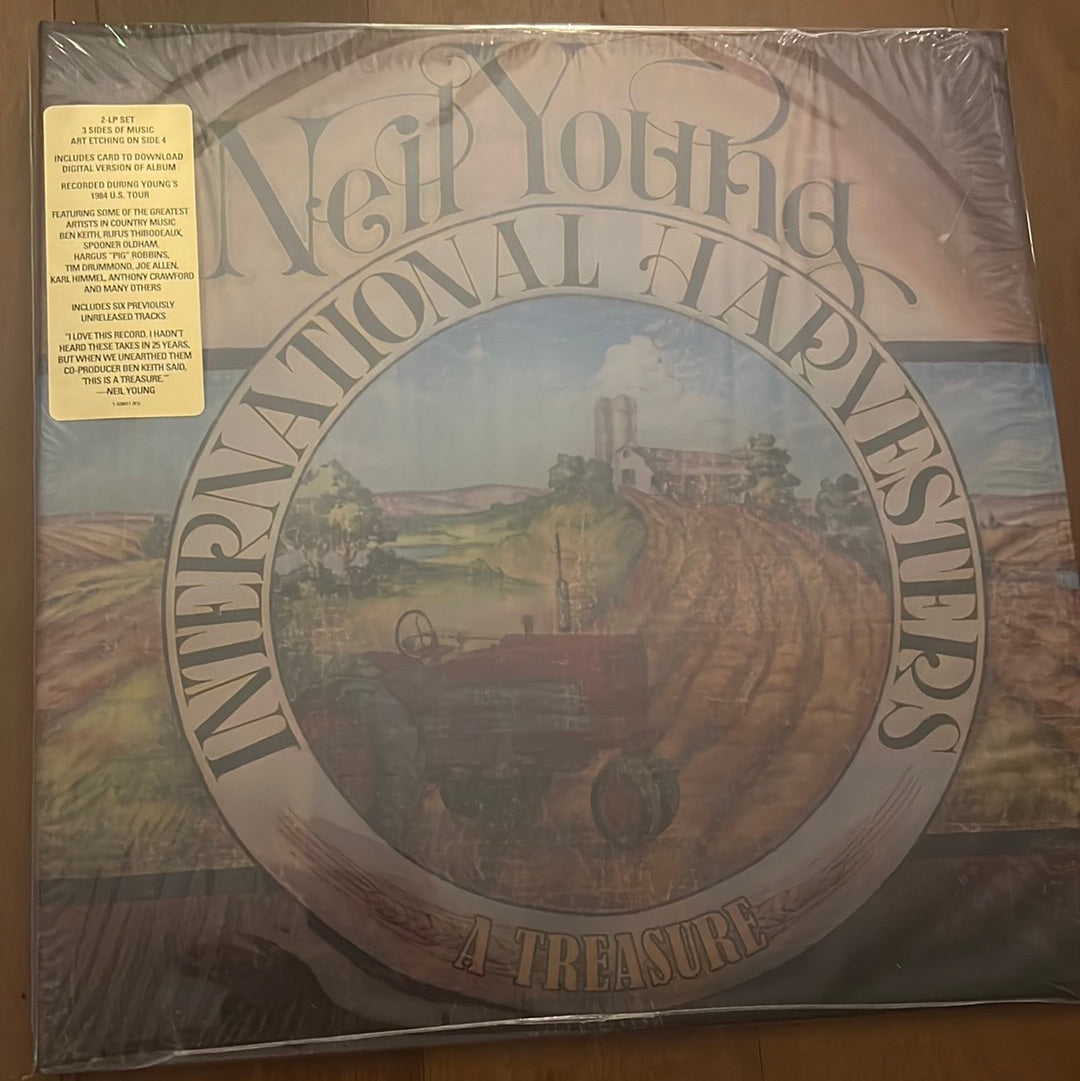 2-LP SET
3 SIDES OF MUSIC
ART ETCHING ON SIDE 4
INCLUDES CARD TO DOWNLOAD
DIGITAL VERSION OF ALBUM
RECORDED DURING YOUNG'S
1984 U.S. TOUR
FEATURING SOME OF THE GREATEST
ARTISTS IN COUNTRY MUSIC
BEN KEITH, RUFUS THIBODEAUX,
SPOONER OLDHAM,
HARGUS "PIG" ROBBINS,
TIM DRUMMOND, JOE ALLEN,
KARL HIMMEL, ANTHONY CRAWFORD
AND MANY OTHERS
INCLUDES SIX PREVIOUSLY
UNRELEASED TRACKS
"I LOVE THIS RECORD. I HADN'T
HEARD THESE TAKES IN 25 YEARS,
BUT WHEN WE UNEARTHED THEM
CO-PRODUCER BEN KEITH SAID,
'THIS IS A TREASURE.'"
—NEIL YOUNG
Neil Young
INTERNATIONAL HARVESTERS
A TREASURE